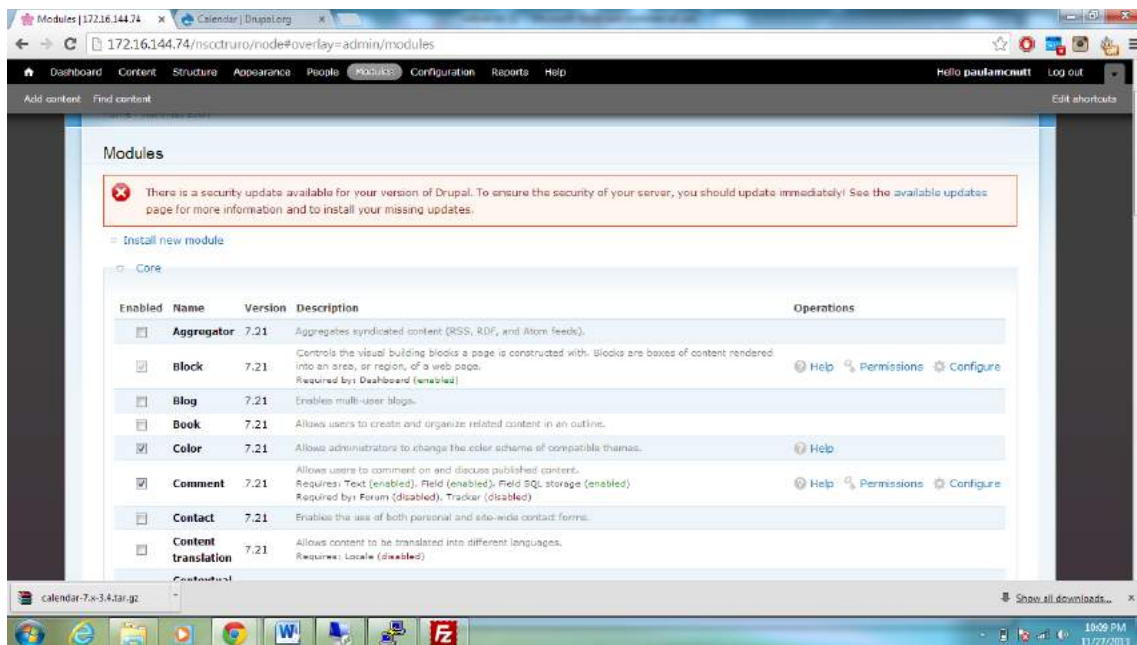 Modules | 172.16.144.74
Calendar | Drupal.org
172.16.144.74/nscctruro/node#overlay=admin/modules
Dashboard Content Structure Appearance People Modules Configuration Reports Help
Hello paulamcnutt Log out
Add content Find content
Edit shortcuts
Modules
There is a security update available for your version of Drupal. To ensure the security of your server, you should update immediately! See the available updates
page for more information and to install your missing updates.
Install new module
Core
Enabled Name Version Description Operations
Aggregator 7.21 Aggregates syndicated content (RSS, RDF, and Atom feeds).
Controls the visual building blocks a page is constructed with. Blocks are boxes of content rendered
Block 7.21 into an area, or region, of a web page. Help Permissions Configure
Required by: Dashboard (enabled)
Blog 7.21 Enables multi-user blogs.
Book 7.21 Allows users to create and organize related content in an outline.
Color 7.21 Allows administrators to change the color scheme of compatible themes. Help
Allows users to comment on and discuss published content.
Comment 7.21 Requires: Text (enabled), Field (enabled), Field SQL storage (enabled) Help Permissions Configure
Required by: Forum (disabled), Tracker (disabled)
Contact 7.21 Enables the use of both personal and site-wide contact forms.
Content
translation 7.21 Allows content to be translated into different languages.
Requires: Locale (disabled)
Contextual
calendar-7.x-3.4.tar.gz
Show all downloads...
10:09 PM
11/27/2013